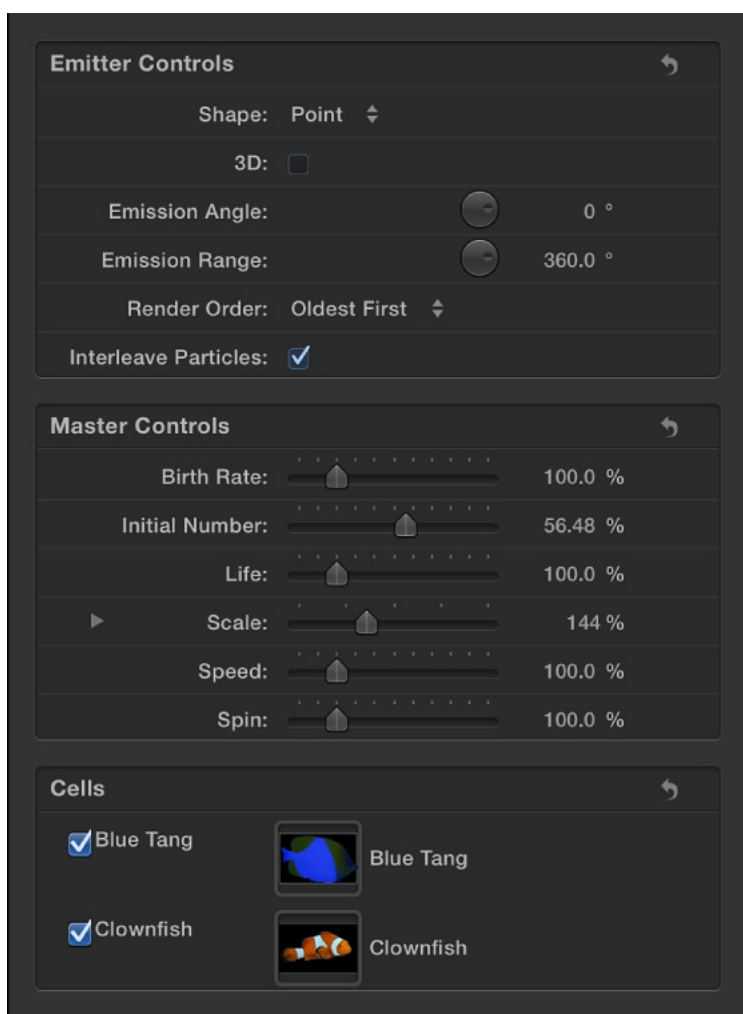 Emitter Controls
Shape: Point
3D:
Emission Angle: 0 °
Emission Range: 360.0 °
Render Order: Oldest First
Interleave Particles:
Master Controls
Birth Rate: 100.0 %
Initial Number: 56.48 %
Life: 100.0 %
Scale: 144 %
Speed: 100.0 %
Spin: 100.0 %
Cells
Blue Tang
Blue Tang
Clownfish
Clownfish